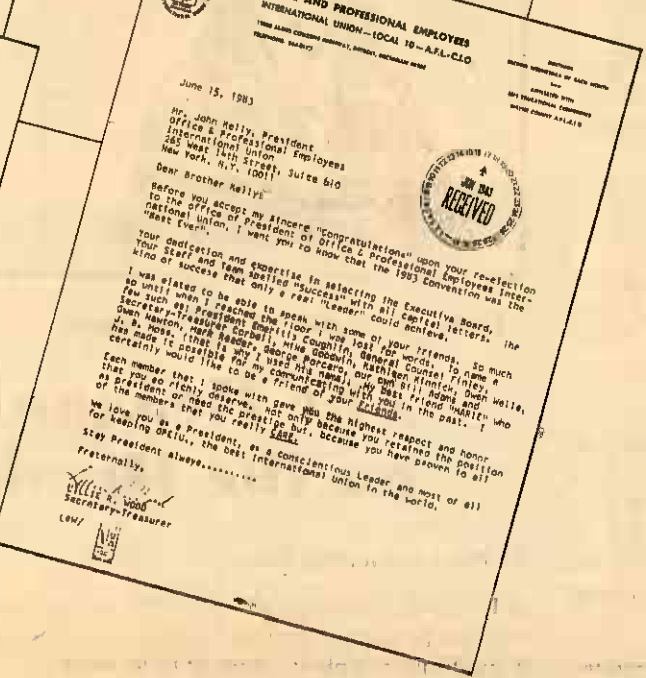 AND PROFESSIONAL EMPLOYEES
INTERNATIONAL UNION—LOCAL 10—A.F.L.-C.I.O.
June 15, 1983
Mr. John Kelly, President
Office & Professional Employees
International Union
265 West 14th Street, Suite 610
New York, N.Y. 10011
Dear Brother Kelly:
Before you accept my sincere "Congratulations" upon your re-election
to the office of President of Office & Professional Employees Inter-
national Union, I want you to know that the 1983 Convention was the
"Best Ever".
Your dedication and expertise in selecting the Executive Board, The
Your Staff and Team spelled "Success" with all capital letters.
kind of success that only a real "Leader" could achieve.
I was elated to be able to speak with some of your friends. So much
so until when I reached the floor I was lost for words. To name a
few such as: President Emeritis Coughlin, General Counsel Finley,
Secretary-Treasurer Corbeil, Mike Goodwin, Kathleen Kinnick, Gwen Wells,
Gwen Newton, Mark Reader, George Porcaro, our own Bill Adams and
J. B. Moss, (that's why I used his name). My best friend "MARIE" who
has made it possible for my communicating with you in the past. I
certainly would like to be a friend of your friends.
Each member that I spoke with gave you the highest respect and honor
that you so richly deserve. Not only because you retained the position
as president or need the prestige but, because you have proven to all
of the members that you really CARE.
We love you as a President, as a conscientious Leader and most of all
for keeping OPEIU, the best International Union in the world.
Stay President always..........
Fraternally,
LILLIE R. WOOD
Secretary-Treasurer
LRW/
JUN 1983
RECEIVED